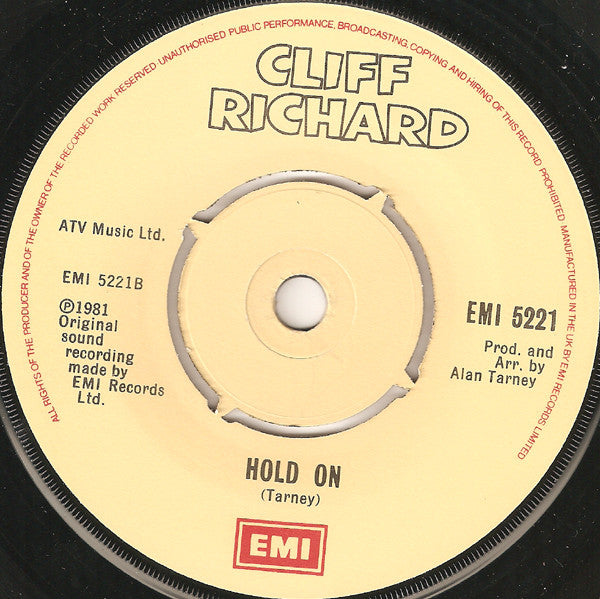 ALL RIGHTS OF THE PRODUCER AND OF THE OWNER OF THE RECORDED WORK RESERVED UNAUTHORISED PUBLIC PERFORMANCE, BROADCASTING, COPYING AND HIRING OF THIS RECORD PROHIBITED MANUFACTURED IN THE UK BY EMI RECORDS LIMITED
CLIFF
RICHARD
ATV Music Ltd.
EMI 5221B
℗1981
Original
sound
recording
made by
EMI Records
Ltd.
EMI 5221
Prod. and
Arr. by
Alan Tarney
HOLD ON
(Tarney)
EMI